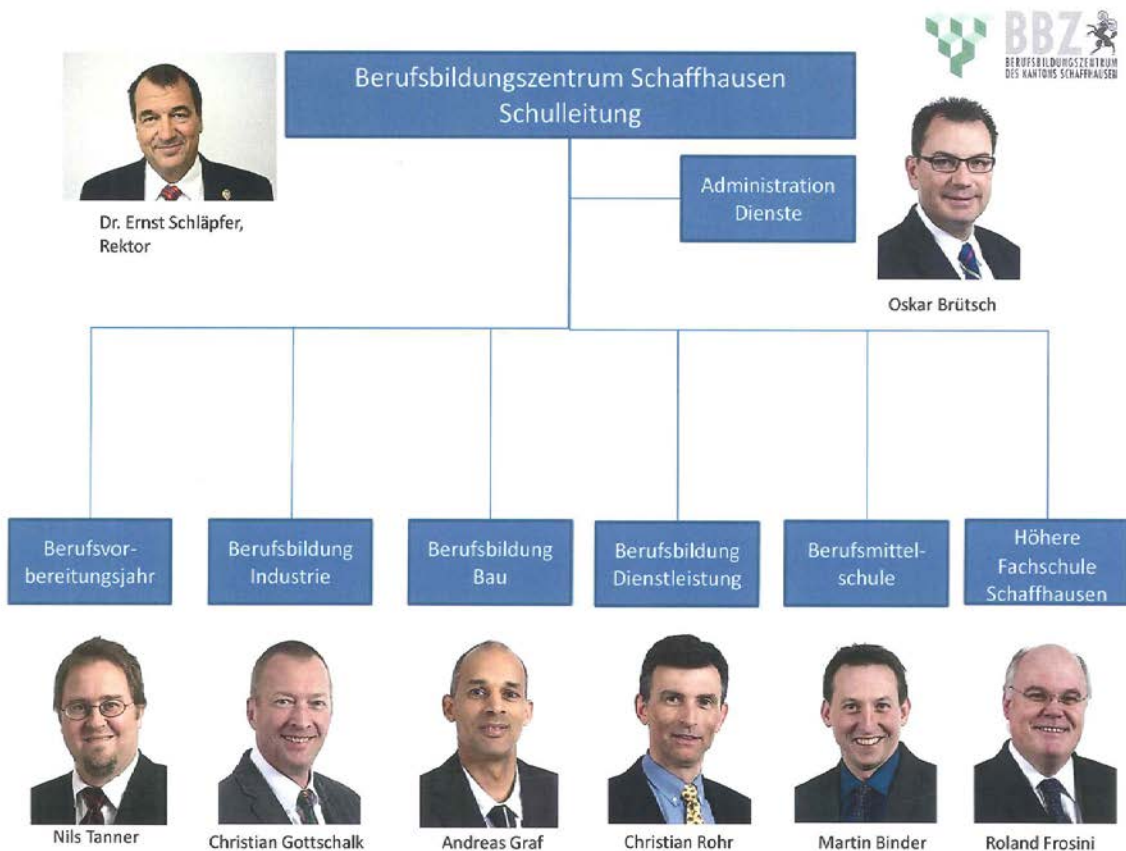 BBZ
BERUFSBILDUNGSZENTRUM
DES KANTONS SCHAFFHAUSEN
Berufsbildungszentrum Schaffhausen
Schulleitung
Administration
Dienste
Dr. Ernst Schläpfer,
Rektor
Oskar Brütsch
Berufsvor-
bereitungsjahr
Berufsbildung
Industrie
Berufsbildung
Bau
Berufsbildung
Dienstleistung
Berufsmittel-
schule
Höhere
Fachschule
Schaffhausen
Nils Tanner
Christian Gottschalk
Andreas Graf
Christian Rohr
Martin Binder
Roland Frosini